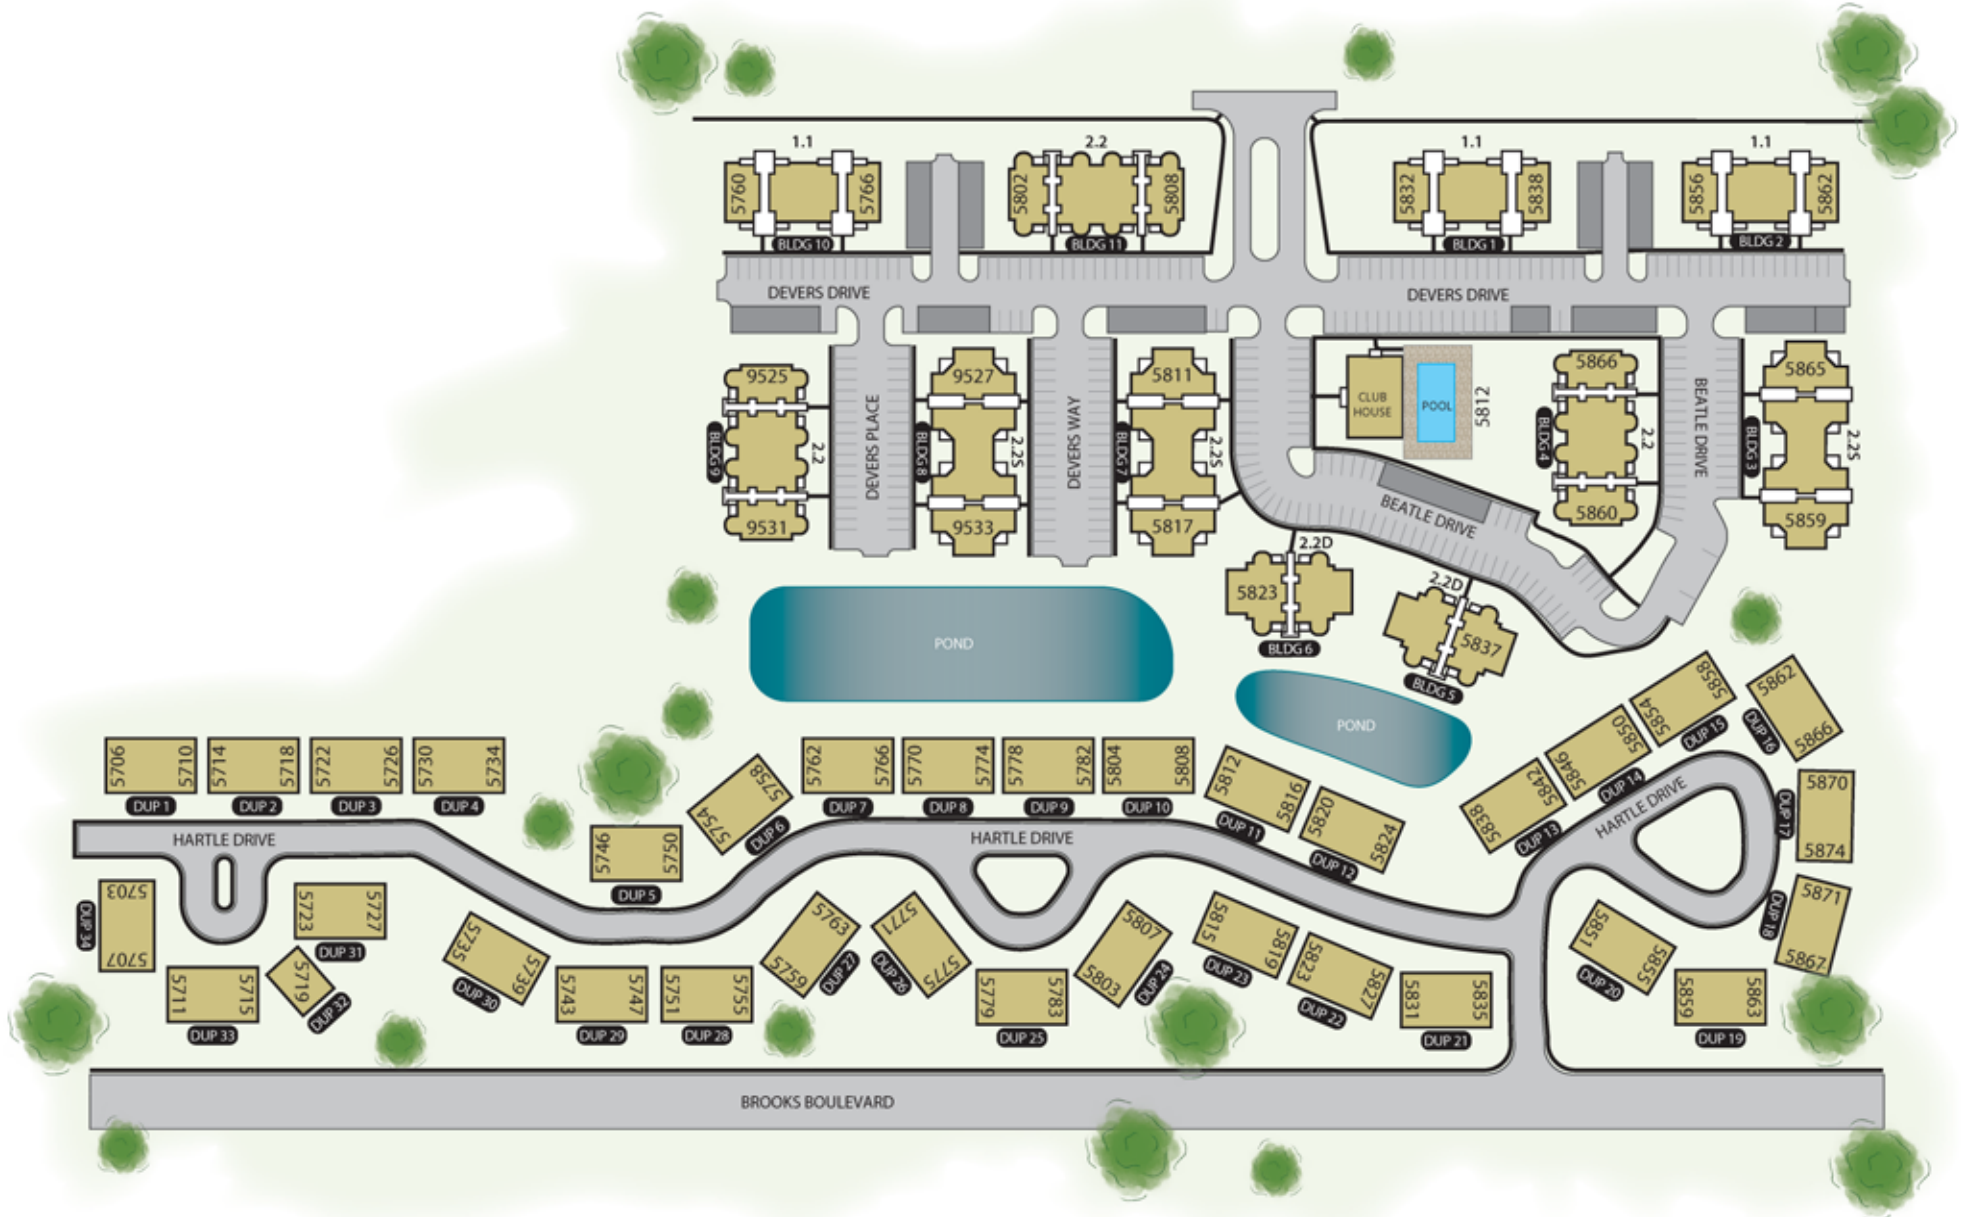 1.1
2.2
1.1
1.1
5760
5766
5802
5808
5832
5838
5856
5862
BLDG 10
BLDG 11
BLDG 1
BLDG 2
DEVERS DRIVE
DEVERS DRIVE
9525
9527
5811
5866
5865
CLUB
HOUSE
POOL
5812
BLDG 9
2.2
DEVERS PLACE
BLDG 8
2.2S
DEVERS WAY
BLDG 7
2.2S
BLDG 4
2.2
BEATLE DRIVE
BLDG 3
2.2S
9531
9533
5817
BEATLE DRIVE
5860
5859
2.2D
5823
BLDG 6
2.2D
5837
BLDG 5
POND
POND
5706
5710
DUP 1
5714
5718
DUP 2
5722
5726
DUP 3
5730
5734
DUP 4
5746
5750
DUP 5
5754
5758
DUP 6
5762
5766
DUP 7
5770
5774
DUP 8
5778
5782
DUP 9
5804
5808
DUP 10
5812
5816
DUP 11
5820
5824
DUP 12
5838
5842
DUP 13
5846
5850
DUP 14
5854
5858
DUP 15
5862
5866
DUP 16
5870
5874
DUP 17
5871
5867
DUP 18
HARTLE DRIVE
HARTLE DRIVE
HARTLE DRIVE
5703
5707
DUP 34
5711
5715
DUP 33
5719
DUP 32
5723
5727
DUP 31
5735
5739
DUP 30
5743
5747
DUP 29
5751
5755
DUP 28
5759
5763
DUP 27
5771
5775
DUP 26
5779
5783
DUP 25
5803
5807
DUP 24
5815
5819
DUP 23
5823
5827
DUP 22
5831
5835
DUP 21
5851
5855
DUP 20
5859
5863
DUP 19
BROOKS BOULEVARD